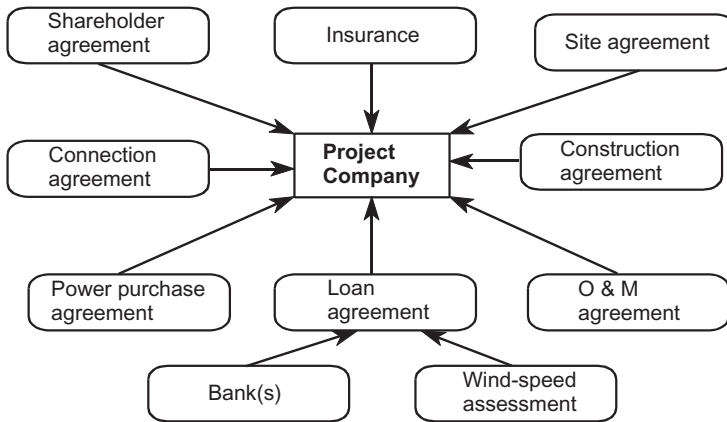 Shareholder
agreement
Insurance
Site agreement
Connection
agreement
Project
Company
Construction
agreement
Power purchase
agreement
Loan
agreement
O & M
agreement
Bank(s)
Wind-speed
assessment